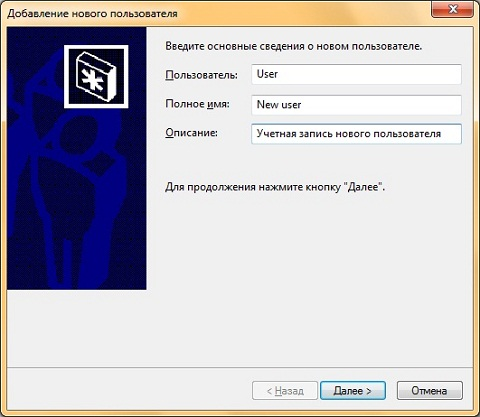 Добавление нового пользователя
Введите основные сведения о новом пользователе.
Пользователь: User
Полное имя: New user
Описание: Учетная запись нового пользователя
Для продолжения нажмите кнопку "Далее".
< Назад Далее > Отмена